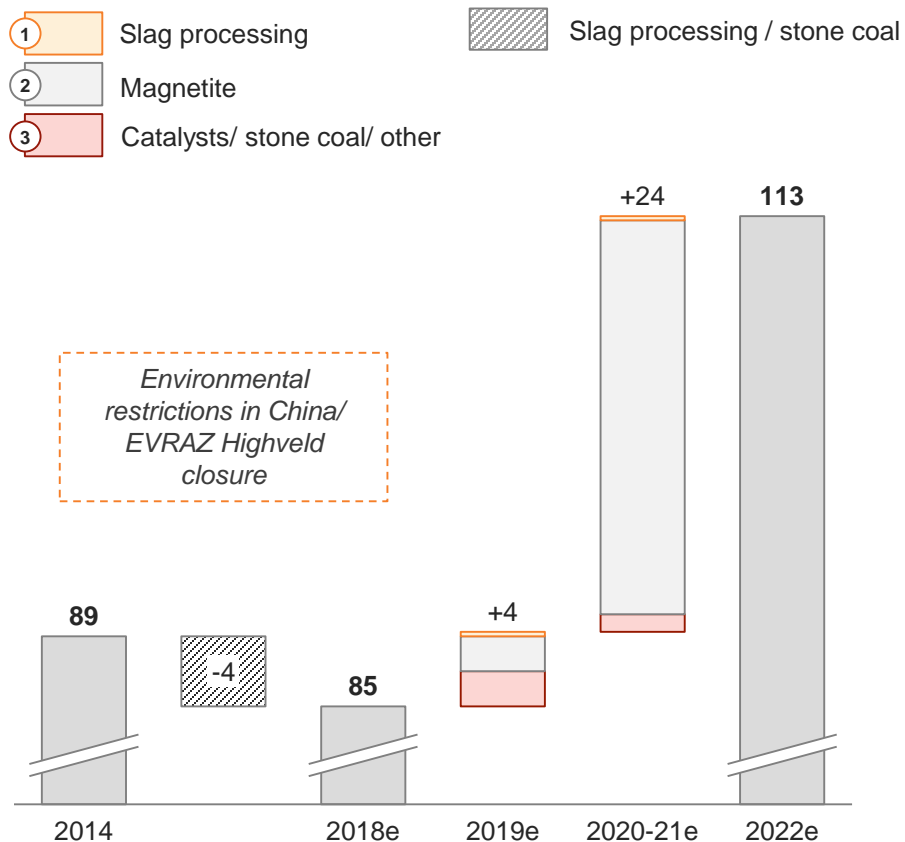 1 Slag processing
Slag processing / stone coal
2 Magnetite
3 Catalysts/ stone coal/ other
+24
113
Environmental
restrictions in China/
EVRAZ Highveld
closure
89
-4
85
+4
2014
2018e
2019e
2020-21e
2022e